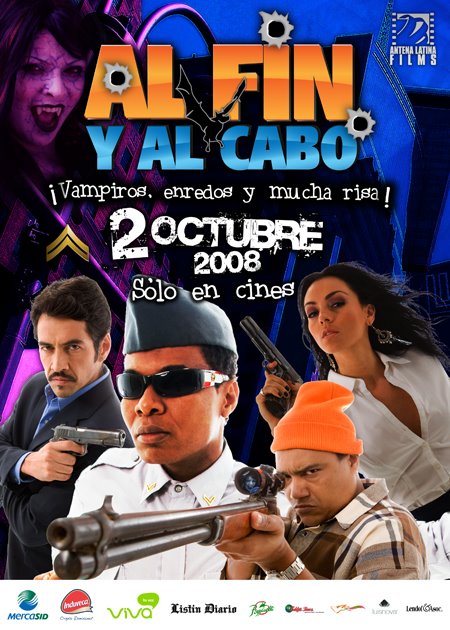 ANTENA LATINA
FILMS
AL FIN
Y AL CABO
¡Vampiros, enredos y mucha risa!
2 OCTUBRE
2008
Sólo en cines
MERCASID
Induveca
viva
Listín Diario